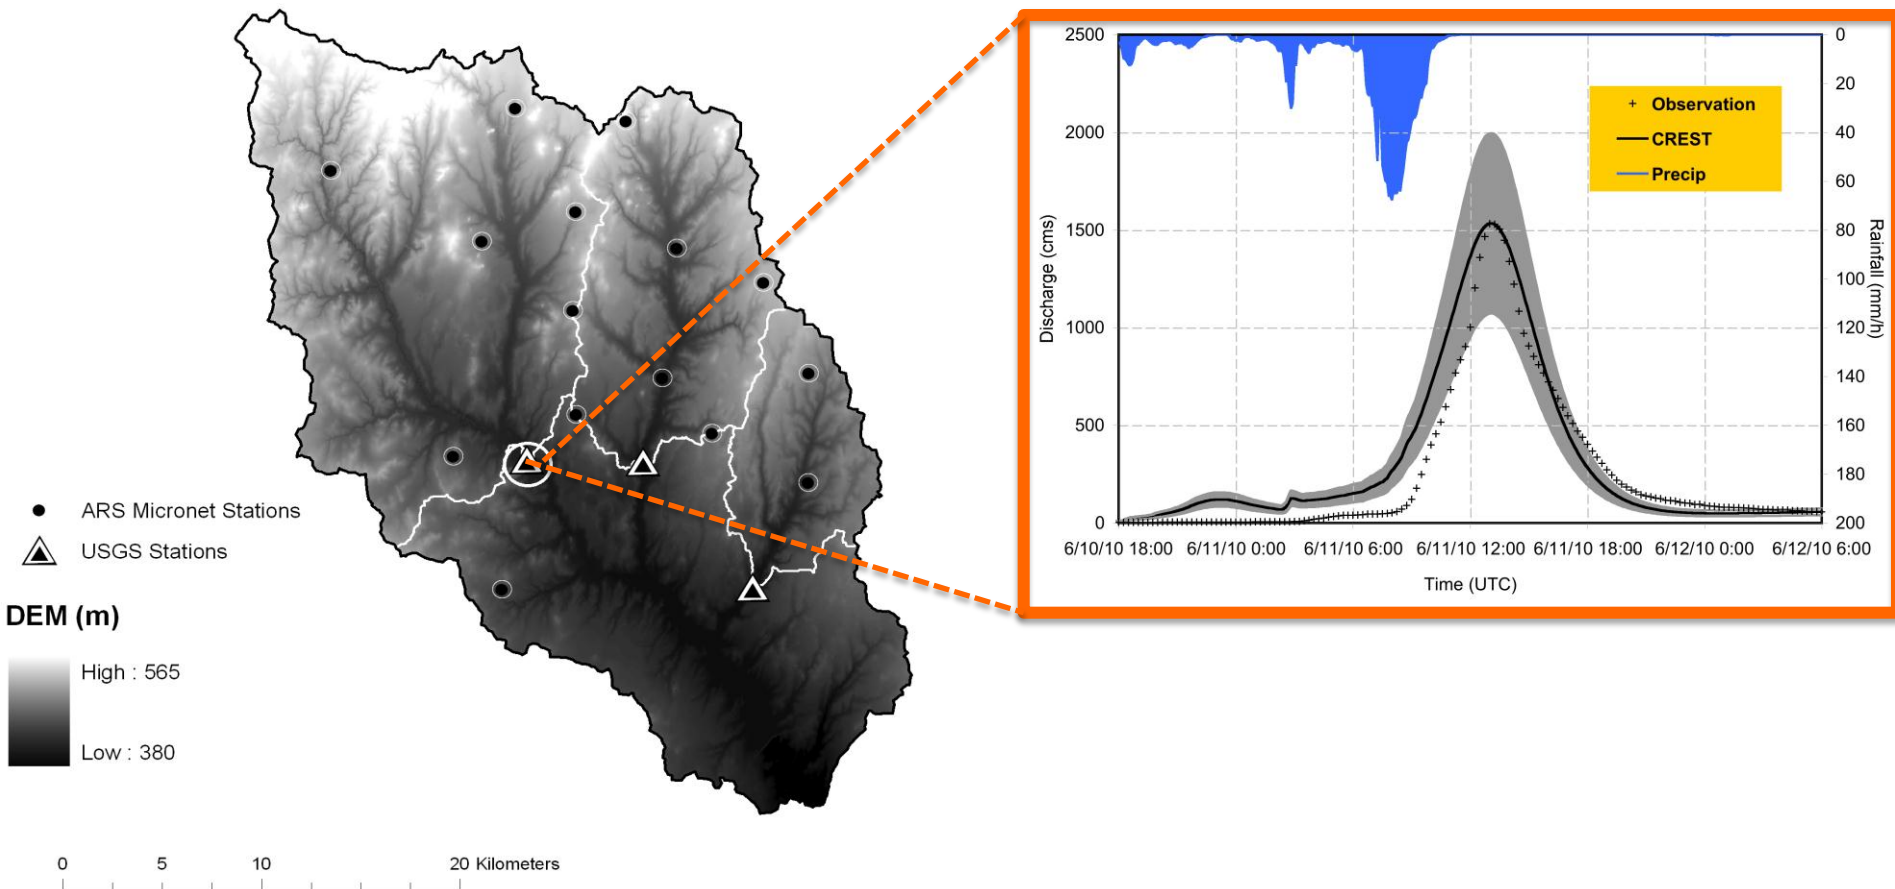 ARS Micronet Stations
USGS Stations
DEM (m)
High : 565
Low : 380
0 5 10 20 Kilometers
2500
2000
1500
1000
500
0
Discharge (cms)
0
20
40
60
80
100
120
140
160
180
200
Rainfall (mm/h)
Observation
CREST
Precip
6/10/10 18:00 6/11/10 0:00 6/11/10 6:00 6/11/10 12:00 6/11/10 18:00 6/12/10 0:00 6/12/10 6:00
Time (UTC)